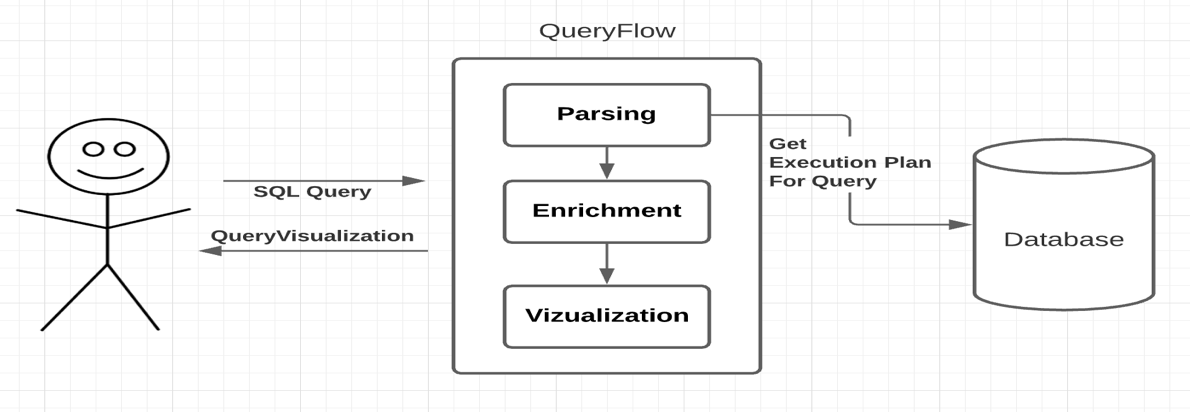 QueryFlow
Parsing
Get
Execution Plan
For Query
SQL Query
Enrichment
QueryVisualization
Database
Vizualization